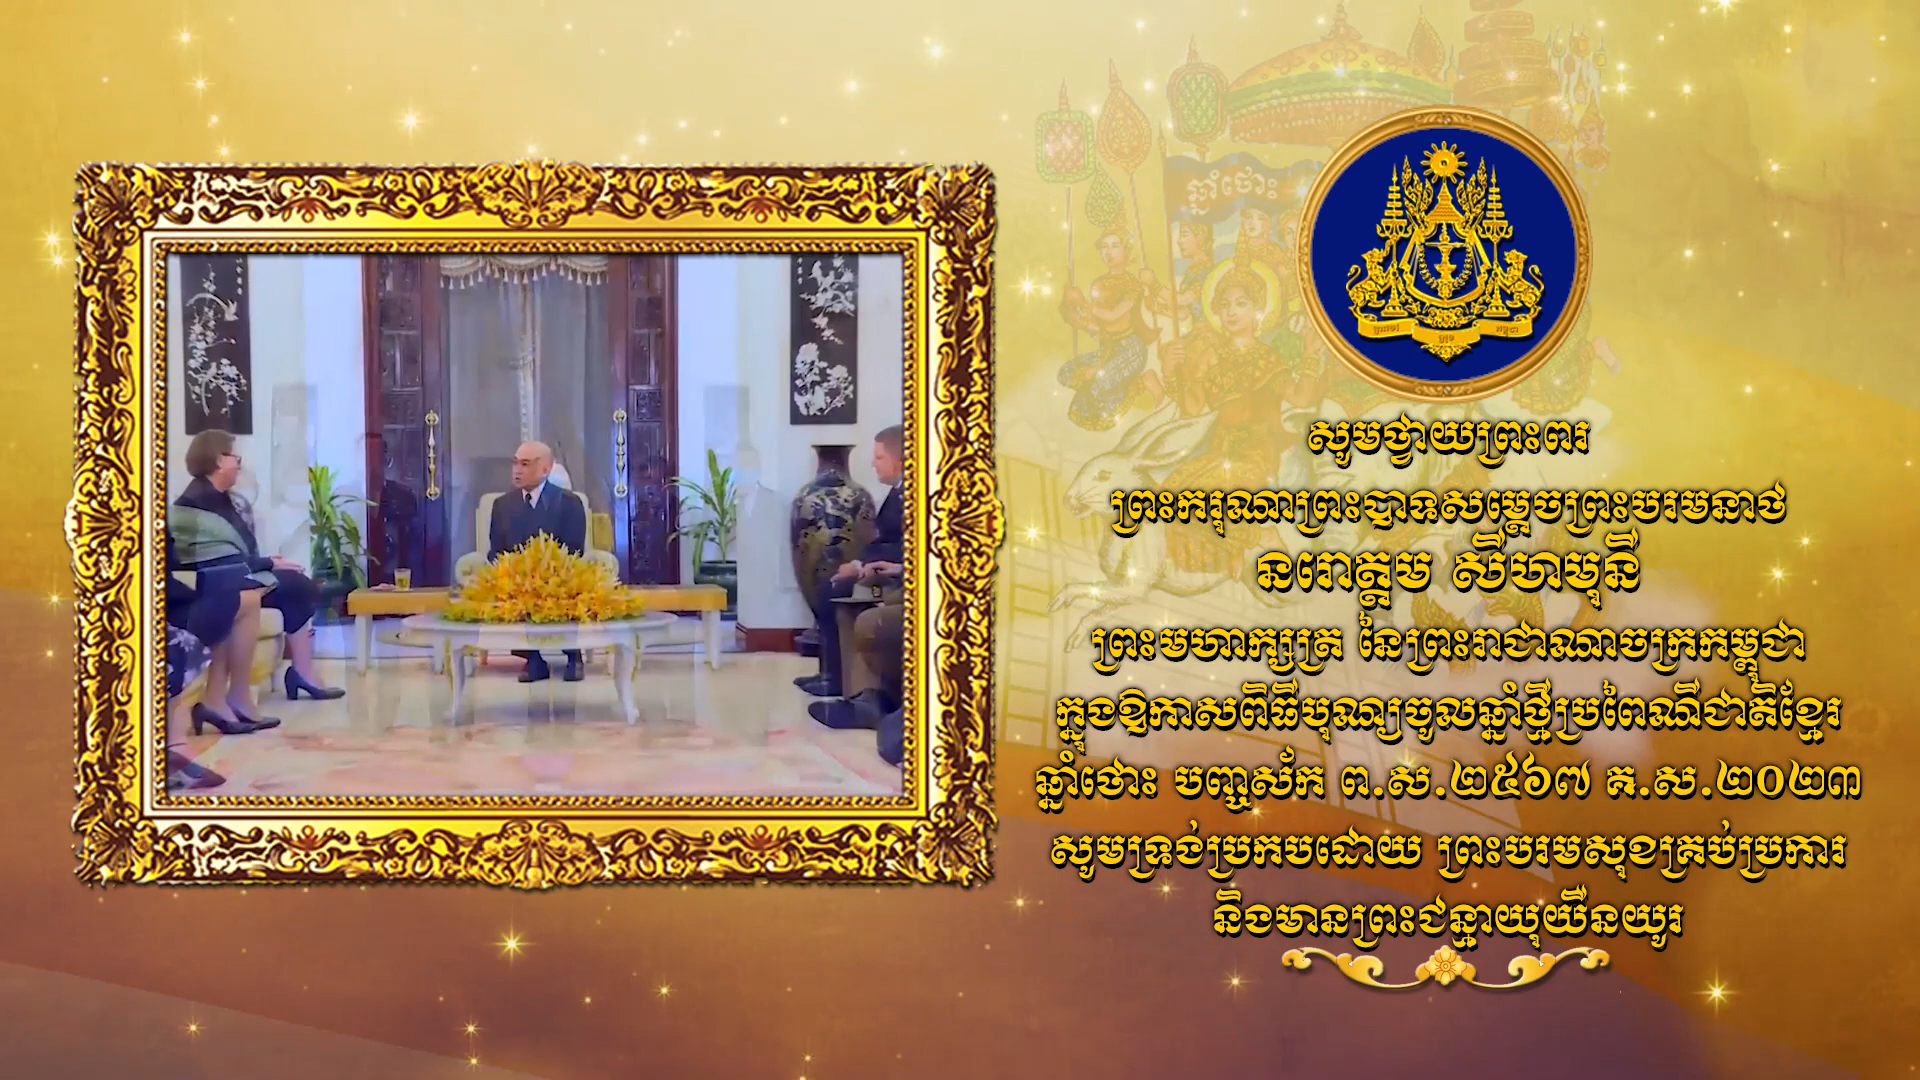 ឆ្នាំថោះ
សូមថ្វាយព្រះពរ
ព្រះករុណាព្រះបាទសម្តេចព្រះបរមនាថ
នរោត្តម សីហមុនី
ព្រះមហាក្សត្រ នៃព្រះរាជាណាចក្រកម្ពុជា
ក្នុងឱកាសពិធីបុណ្យចូលឆ្នាំថ្មីប្រពៃណីជាតិខ្មែរ
ឆ្នាំថោះ បញ្ចស័ក ព.ស.២៥៦៧ គ.ស.២០២៣
សូមទ្រង់ប្រកបដោយ ព្រះបរមសុខគ្រប់ប្រការ
និងមានព្រះជន្មាយុយឺនយូរ